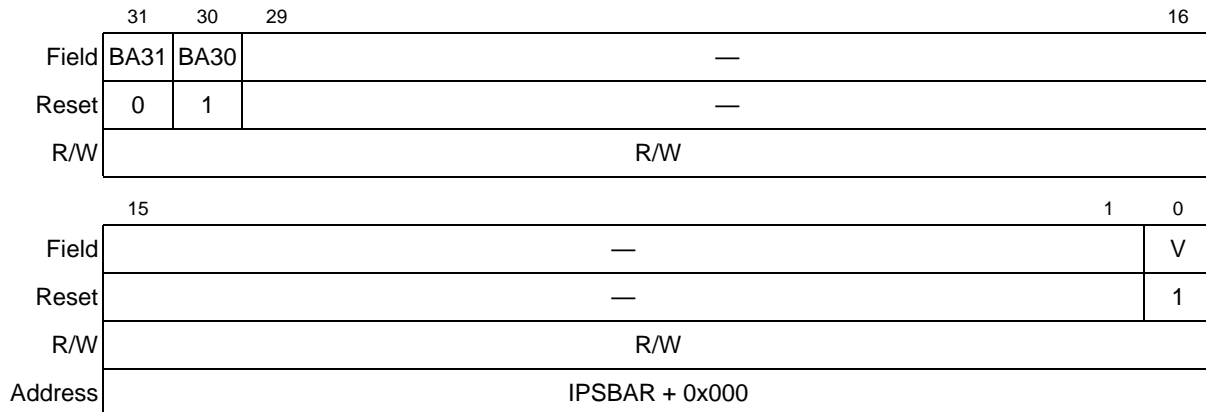 31 30 29 16
Field BA31 BA30 —
Reset 0 1 —
R/W R/W
15 1 0
Field — V
Reset — 1
R/W R/W
Address IPSBAR + 0x000